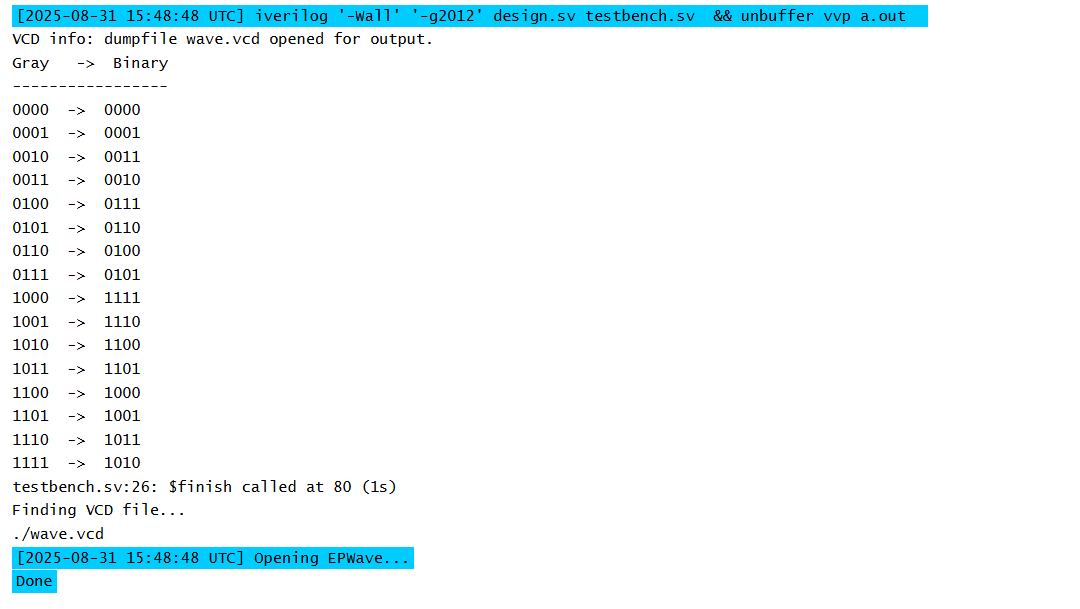 [2025-08-31 15:48:48 UTC] iverilog '-Wall' '-g2012' design.sv testbench.sv  && unbuffer vvp a.out
VCD info: dumpfile wave.vcd opened for output.
Gray   ->  Binary
-----------------
0000  ->  0000
0001  ->  0001
0010  ->  0011
0011  ->  0010
0100  ->  0111
0101  ->  0110
0110  ->  0100
0111  ->  0101
1000  ->  1111
1001  ->  1110
1010  ->  1100
1011  ->  1101
1100  ->  1000
1101  ->  1001
1110  ->  1011
1111  ->  1010
testbench.sv:26: $finish called at 80 (1s)
Finding VCD file...
./wave.vcd
[2025-08-31 15:48:48 UTC] Opening EPWave...
Done